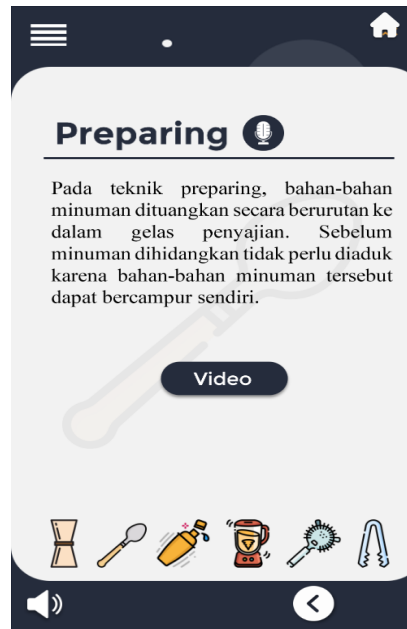 Preparing
Pada teknik preparing, bahan-bahan
minuman dituangkan secara berurutan ke
dalam gelas penyajian. Sebelum
minuman dihidangkan tidak perlu diaduk
karena bahan-bahan minuman tersebut
dapat bercampur sendiri.
Video